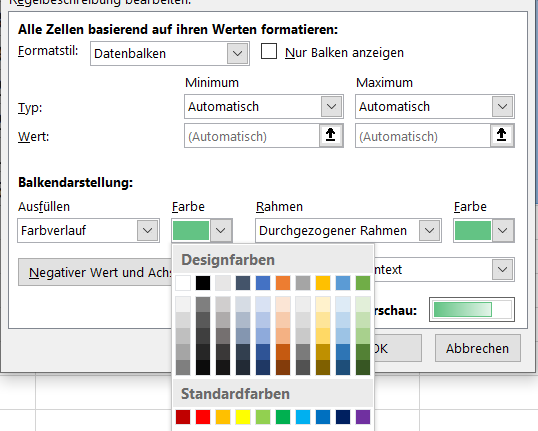 Regelbeschreibung bearbeiten:
Alle Zellen basierend auf ihren Werten formatieren:
Formatstil: Datenbalken Nur Balken anzeigen
Minimum Maximum
Typ: Automatisch Automatisch
Wert: (Automatisch) (Automatisch)
Balkendarstellung:
Ausfüllen Farbe Rahmen Farbe
Farbverlauf Durchgezogener Rahmen
Negativer Wert und Achs ntext
Designfarben
rschau:
OK Abbrechen
Standardfarben